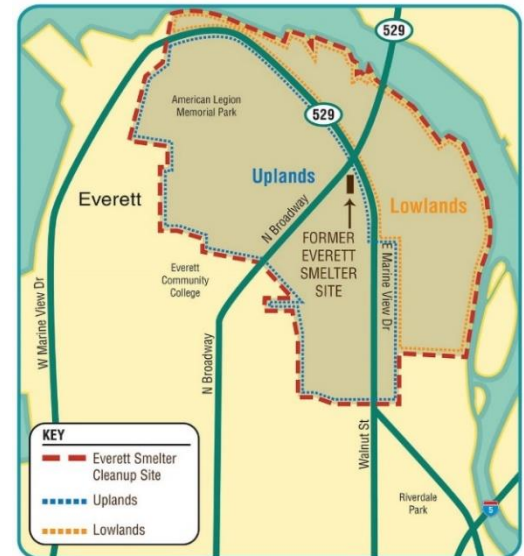 529
American Legion
Memorial Park
529
Uplands
Everett
Lowlands
N Broadway
FORMER
EVERETT
SMELTER
SITE
E Marine View Dr
Everett
Community
College
W Marine View Dr
N Broadway
Walnut St
KEY
Everett Smelter
Cleanup Site
Uplands
Lowlands
Riverdale
Park
5